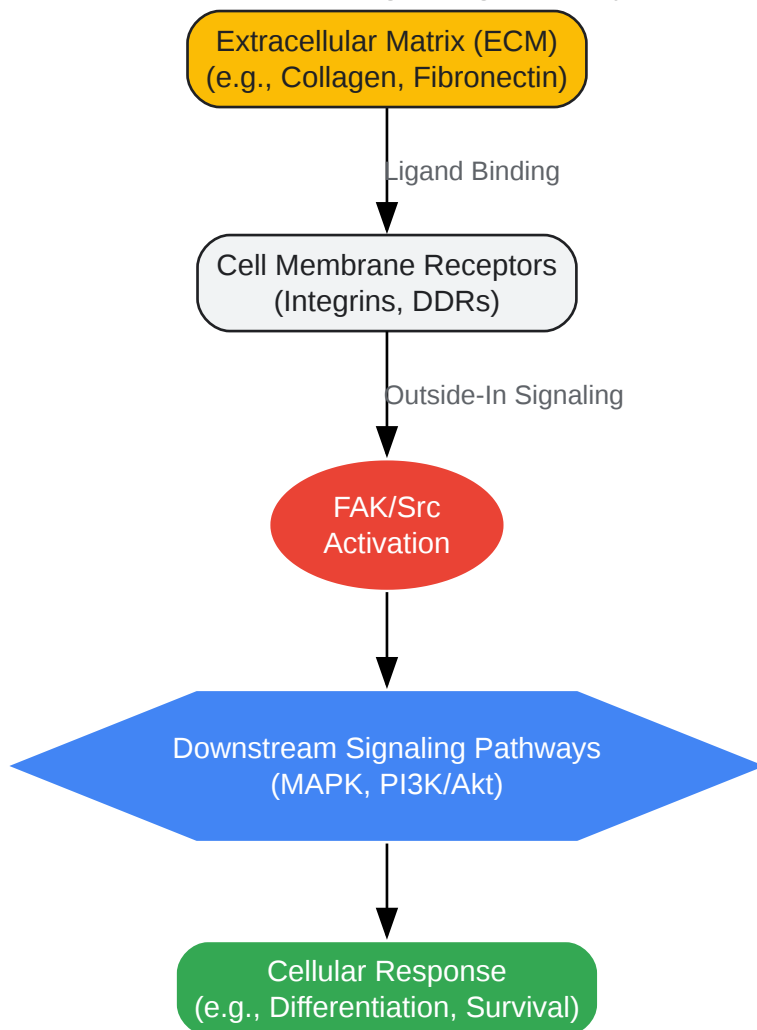 Extracellular Matrix (ECM)
(e.g., Collagen, Fibronectin)
Ligand Binding
Cell Membrane Receptors
(Integrins, DDRs)
Outside-In Signaling
FAK/Src
Activation
Downstream Signaling Pathways
(MAPK, PI3K/Akt)
Cellular Response
(e.g., Differentiation, Survival)